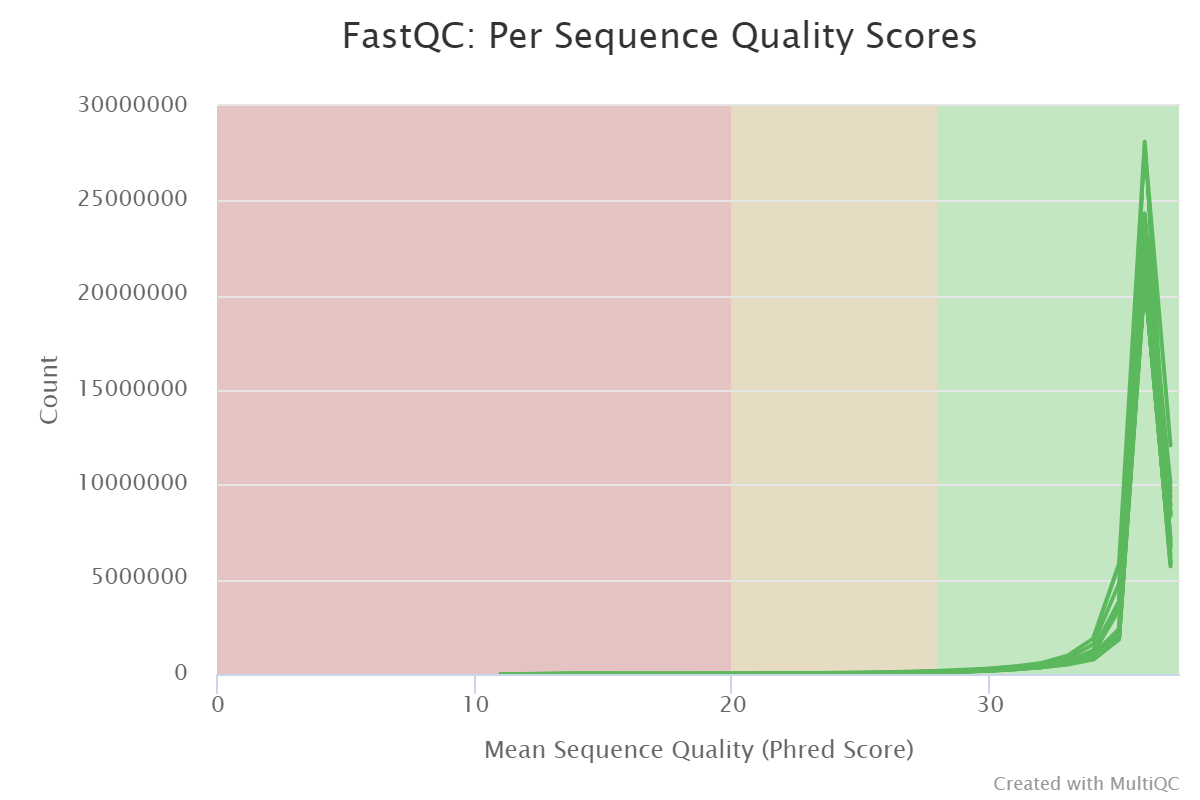 FastQC: Per Sequence Quality Scores
30000000
25000000
20000000
15000000
10000000
5000000
0
Count
0 10 20 30
Mean Sequence Quality (Phred Score)
Created with MultiQC